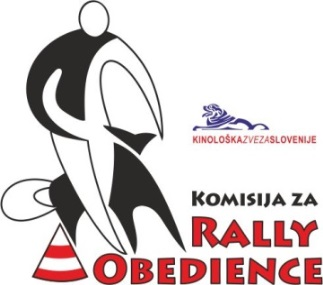 KINOLOŠKAZVEZASLOVENIJE
KOMISIJA ZA
RALLY
OBEDIENCE